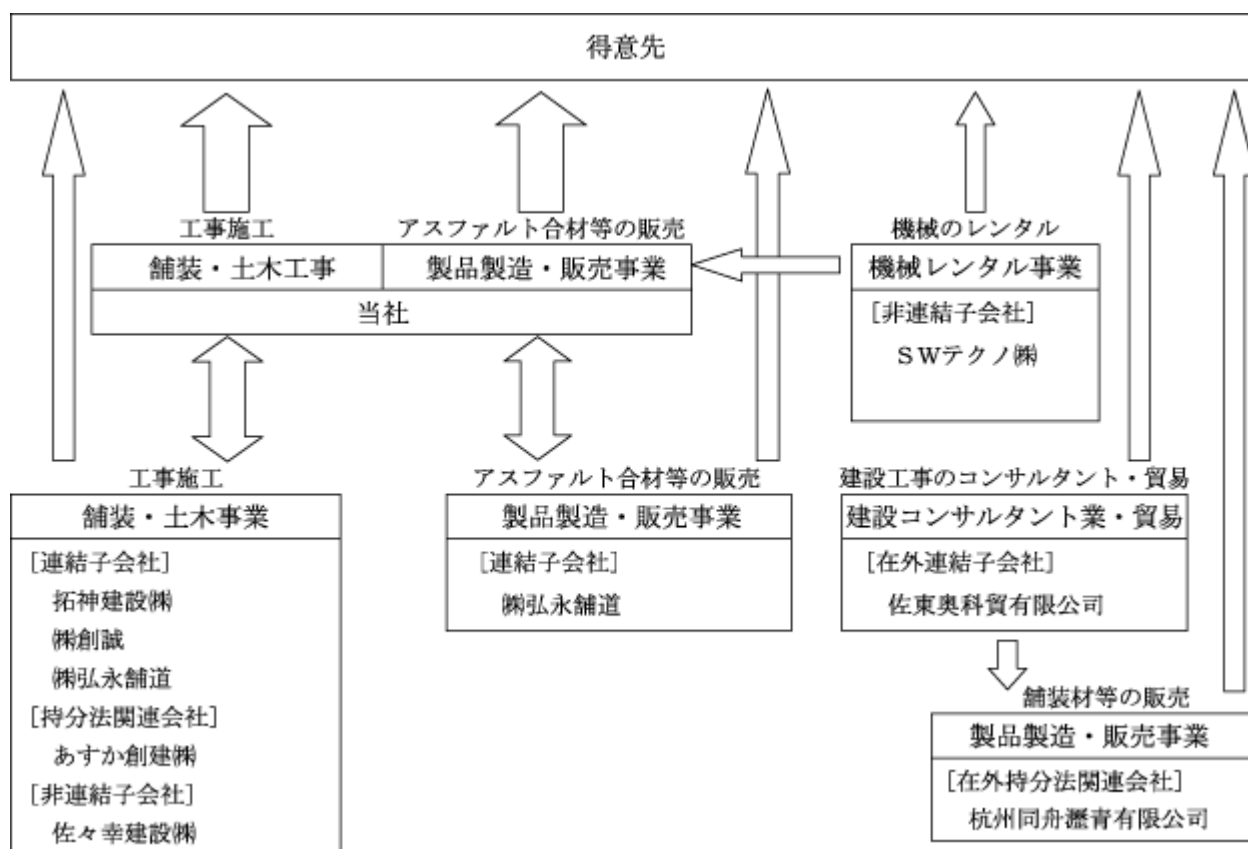 得意先
工事施工
アスファルト合材等の販売
機械のレンタル
舗装・土木工事
製品製造・販売事業
機械レンタル事業
当社
[非連結子会社]
SWテクノ㈱
工事施工
アスファルト合材等の販売
建設工事のコンサルタント・貿易
舗装・土木事業
製品製造・販売事業
建設コンサルタント業・貿易
[連結子会社]
拓神建設㈱
㈱創誠
㈱弘永舗道
[持分法関連会社]
あすか創建㈱
[非連結子会社]
佐々幸建設㈱
[連結子会社]
㈱弘永舗道
[在外連結子会社]
佐東奥科貿有限公司
舗装材等の販売
製品製造・販売事業
[在外持分法関連会社]
杭州同舟瀝青有限公司